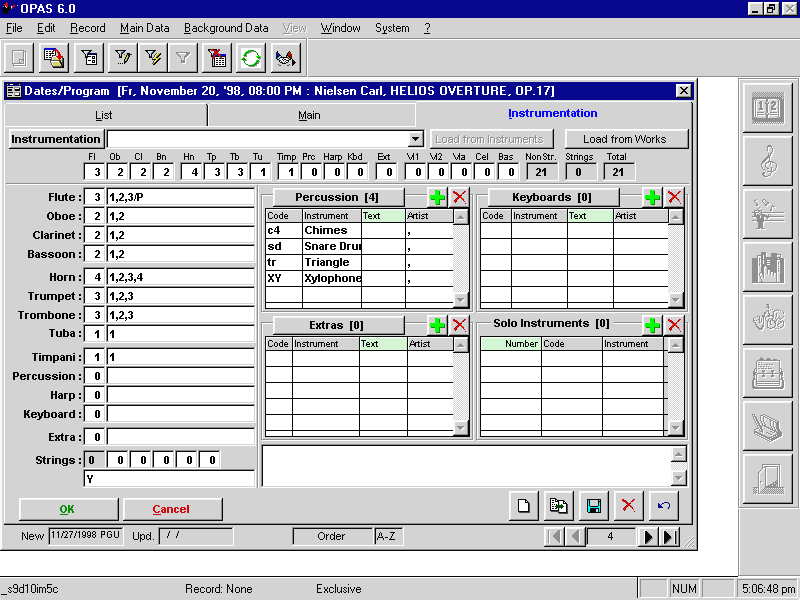 OPAS 6.0
File Edit Record Main Data Background Data View Window System ?
Dates/Program [Fr, November 20, '98, 08:00 PM : Nielsen Carl, HELIOS OVERTURE, OP.17]
List Main Instrumentation
Instrumentation Load from Instruments Load from Works
Fl Ob Cl Bn Hn Tp Tb Tu Timp Prc Harp Kbd Ext Vl1 Vl2 Vla Cel Bas Non Str. Strings Total
3 2 2 2 4 3 3 1 1 0 0 0 0 0 0 0 0 0 21 0 21
Flute : 3 1,2,3/P
Oboe : 2 1,2
Clarinet : 2 1,2
Bassoon : 2 1,2
Horn : 4 1,2,3,4
Trumpet : 3 1,2,3
Trombone : 3 1,2,3
Tuba : 1 1
Timpani : 1 1
Percussion : 0
Harp : 0
Keyboard : 0
Extra : 0
Strings : 0 0 0 0 0 0
Y
Percussion [4]
Code Instrument Text Artist
c4 Chimes ,
sd Snare Dru ,
tr Triangle ,
XY Xylophone ,
Keyboards [0]
Code Instrument Text Artist
Extras [0]
Code Instrument Text Artist
Solo Instruments [0]
Number Code Instrument
OK Cancel
New 11/27/1998 PGU Upd. / / Order A-Z 4
_s9d10im5c Record: None Exclusive NUM 5:06:48 pm